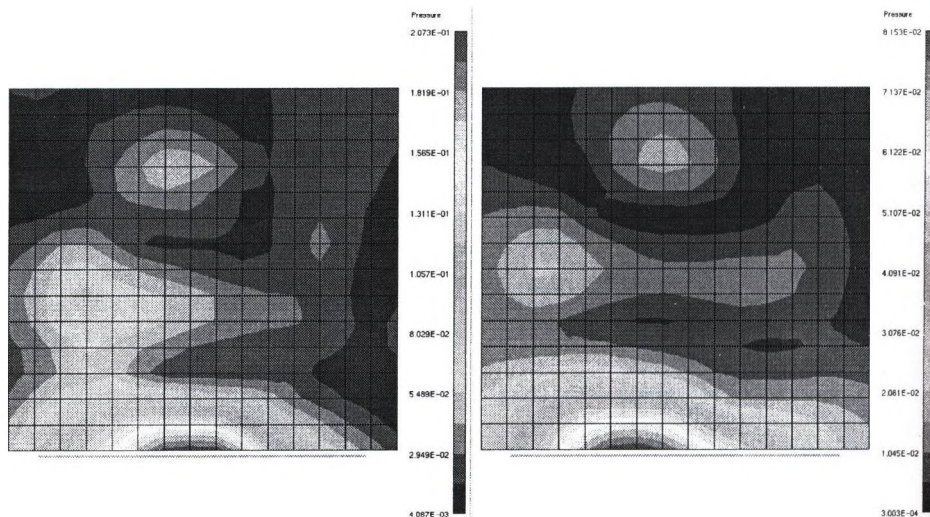 Pressure
2.073E-01
1.819E-01
1.565E-01
1.311E-01
1.057E-01
8.029E-02
5.489E-02
2.949E-02
4.087E-03
Pressure
8.153E-02
7.137E-02
6.122E-02
5.107E-02
4.091E-02
3.076E-02
2.061E-02
1.045E-02
3.003E-04